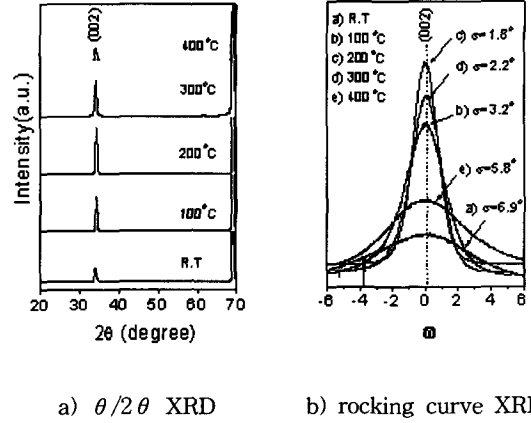 Intensity(a.u.)
(002)
400°C
300°C
200°C
100°C
R.T
20 30 40 50 60 70
2θ (degree)
a) θ/2θ XRD
a) R.T
b) 100°C
c) 200°C
d) 300°C
e) 400°C
(002)
c) σ=1.8°
d) σ=2.2°
b) σ=3.2°
e) σ=5.8°
a) σ=6.9°
-6 -4 -2 0 2 4 6
ω
b) rocking curve XRD